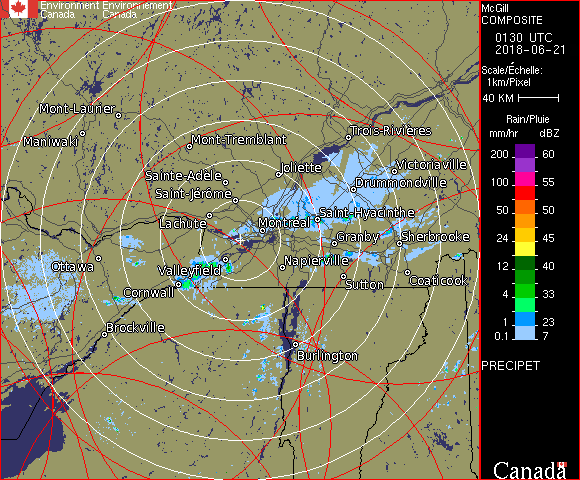 Environment Environnement
Canada Canada
McGill
COMPOSITE
0130 UTC
2018-06-21
Scale/Échelle:
1km/Pixel
40 KM
Rain/Pluie
mm/hr dBZ
200 60
100 55
50 50
24 45
12 40
4 33
1.1 23
0.1 7
PRECIPET
Canada
Mont-Laurier
Maniwaki
Mont-Tremblant
Trois-Rivières
Sainte-Adèle
Joliette
Victoriaville
Saint-Jérôme
Drummondville
Lachute
Montréal
Saint-Hyacinthe
Granby
Sherbrooke
Ottawa
Valleyfield
Napierville
Cornwall
Sutton
Coaticook
Brockville
Burlington